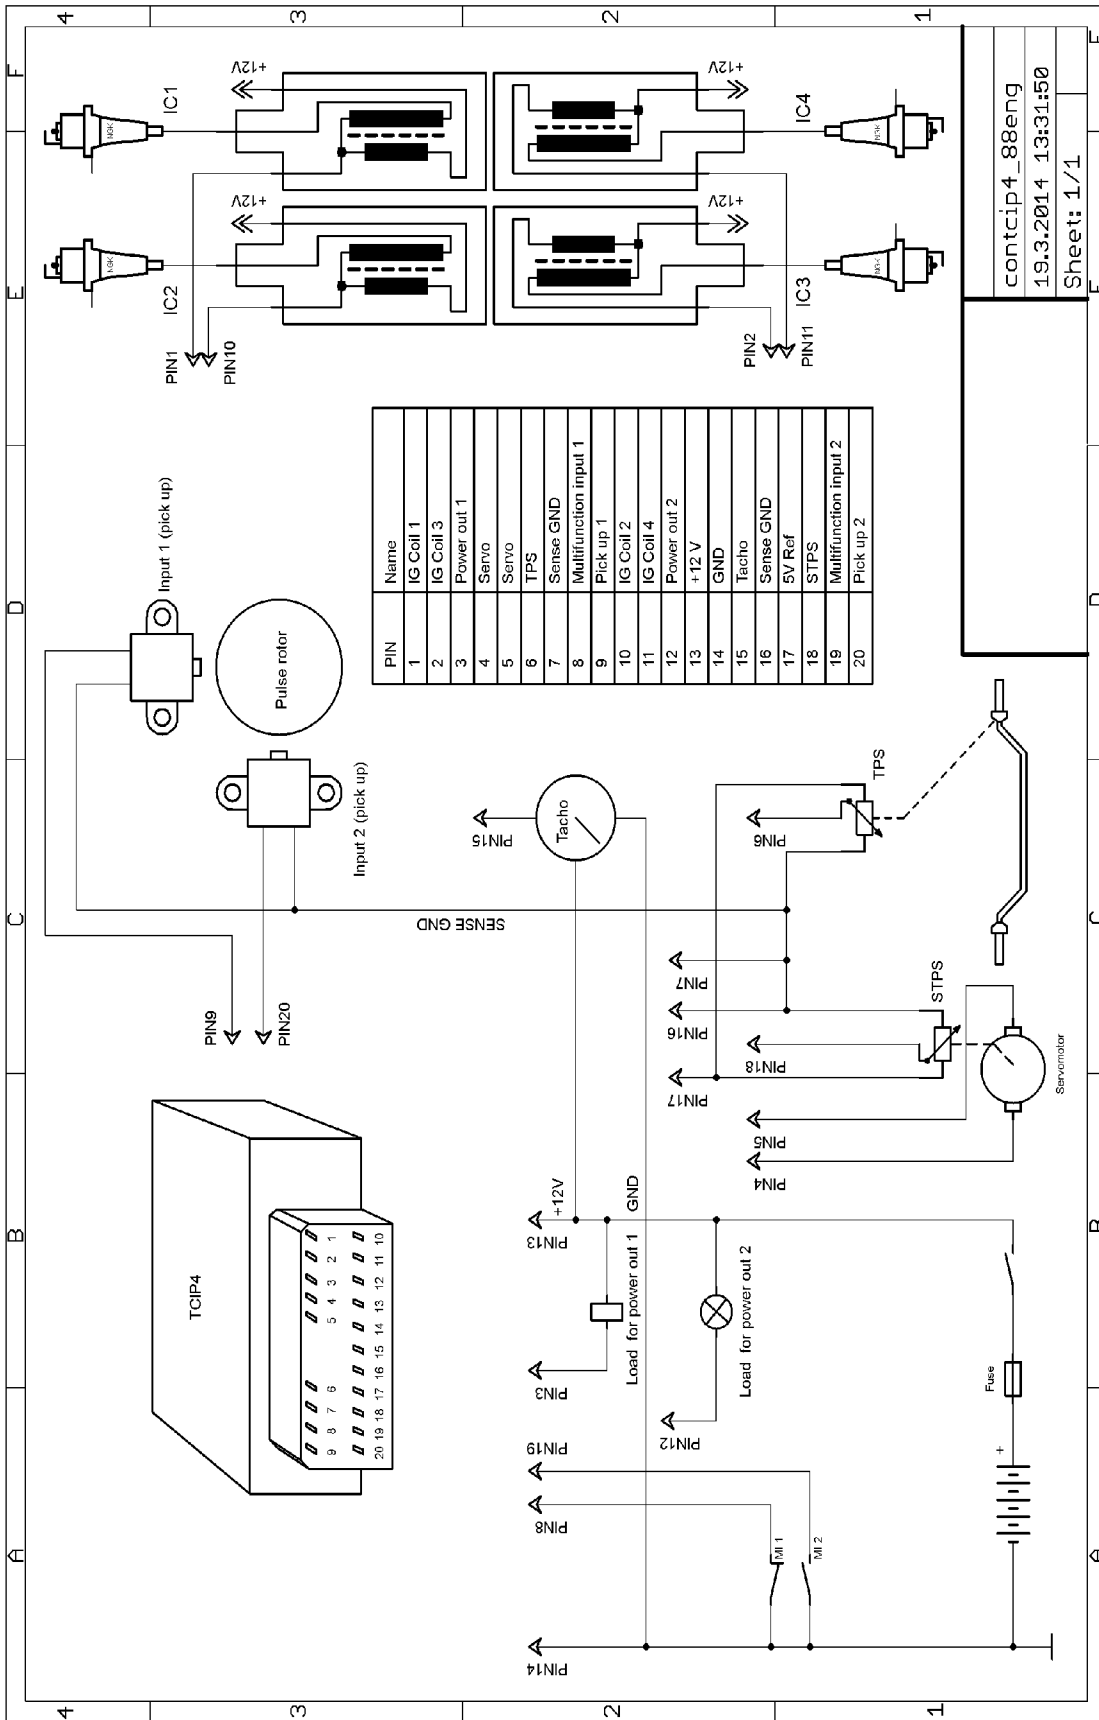 4
3
2
1
F
E
D
C
B
A
NGK
IC1
+12V
NGK
IC2
+12V
PIN1
PIN10
+12V
IC4
NGK
+12V
IC3
NGK
PIN2
PIN11
contcip4_88eng
19.3.2014 13:31:50
Sheet: 1/1
Input 1 (pick up)
Pulse rotor
Input 2 (pick up)
PIN9
PIN20
PIN Name
1 IG Coil 1
2 IG Coil 3
3 Power out 1
4 Servo
5 Servo
6 TPS
7 Sense GND
8 Multifunction input 1
9 Pick up 1
10 IG Coil 2
11 IG Coil 4
12 Power out 2
13 +12 V
14 GND
15 Tacho
16 Sense GND
17 5V Ref
18 STPS
19 Multifunction input 2
20 Pick up 2
TCIP4
9 8 7 6 5 4 3 2 1
20 19 18 17 16 15 14 13 12 11 10
SENSE GND
PIN15
Tacho
PIN6
TPS
PIN7
PIN16
PIN18
PIN17
STPS
PIN5
PIN4
Servomotor
PIN13
+12V
GND
PIN3
Load for power out 1
PIN12
Load for power out 2
PIN19
PIN8
PIN14
MI 1
MI 2
Fuse
+
4
3
2
1
F
E
D
C
B
A